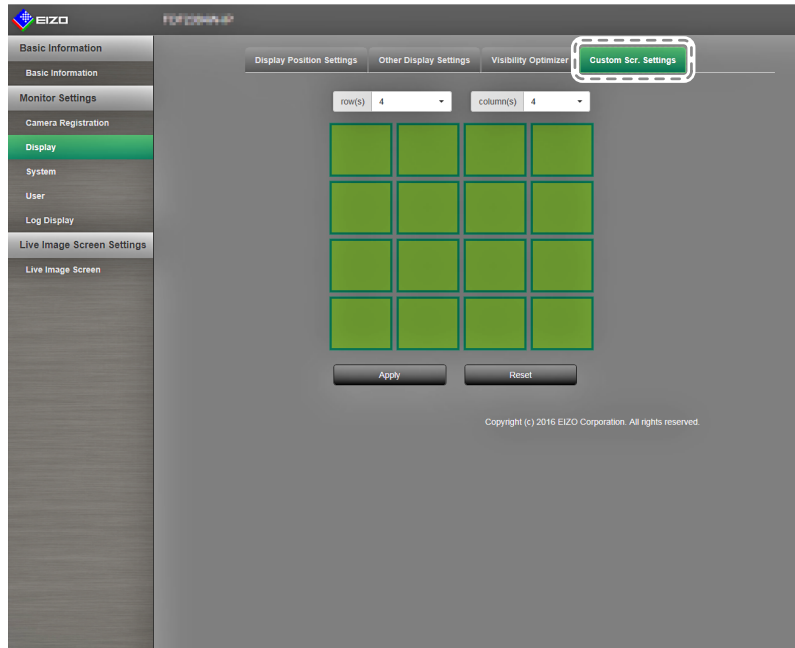 EIZO
Basic Information
Basic Information
Monitor Settings
Camera Registration
Display
System
User
Log Display
Live Image Screen Settings
Live Image Screen
Display Position Settings Other Display Settings Visibility Optimizer Custom Scr. Settings
row(s) 4 column(s) 4
Apply Reset
Copyright (c) 2016 EIZO Corporation. All rights reserved.